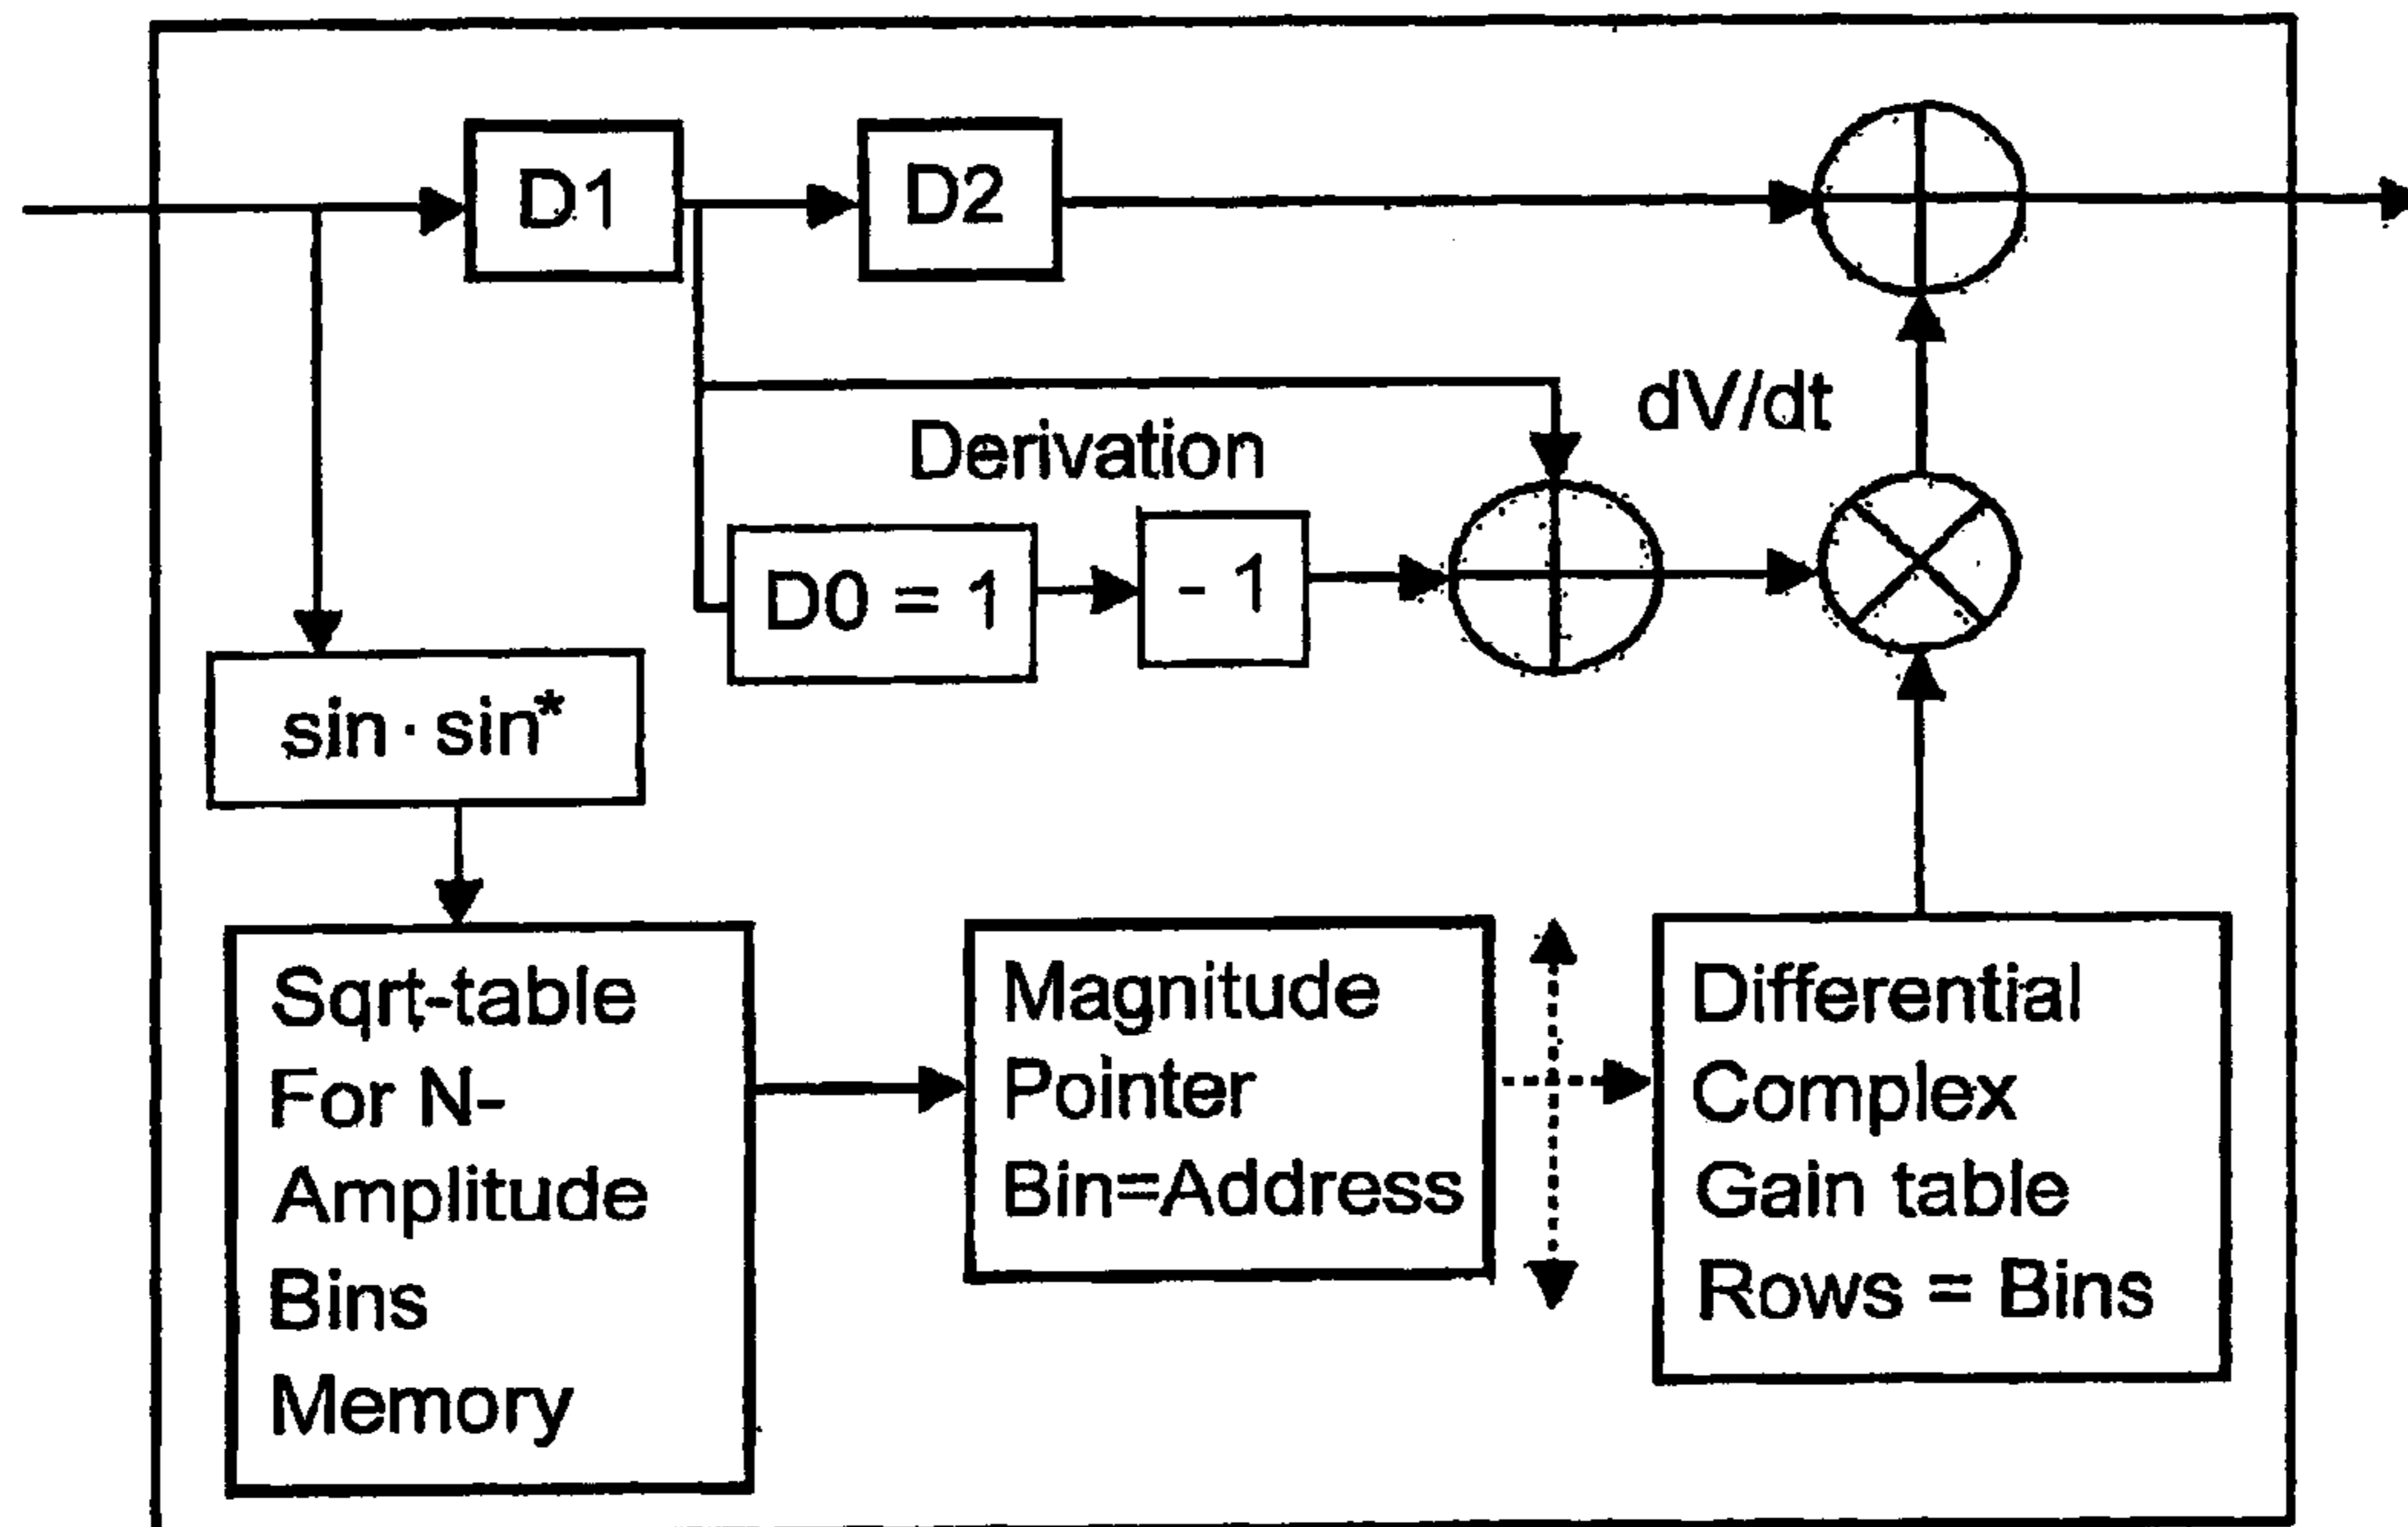 D1
D2
dV/dt
Derivation
D0 = 1
- 1
sin · sin*
Sqrt-table
For N-
Amplitude
Bins
Memory
Magnitude
Pointer
Bin=Address
Differential
Complex
Gain table
Rows = Bins